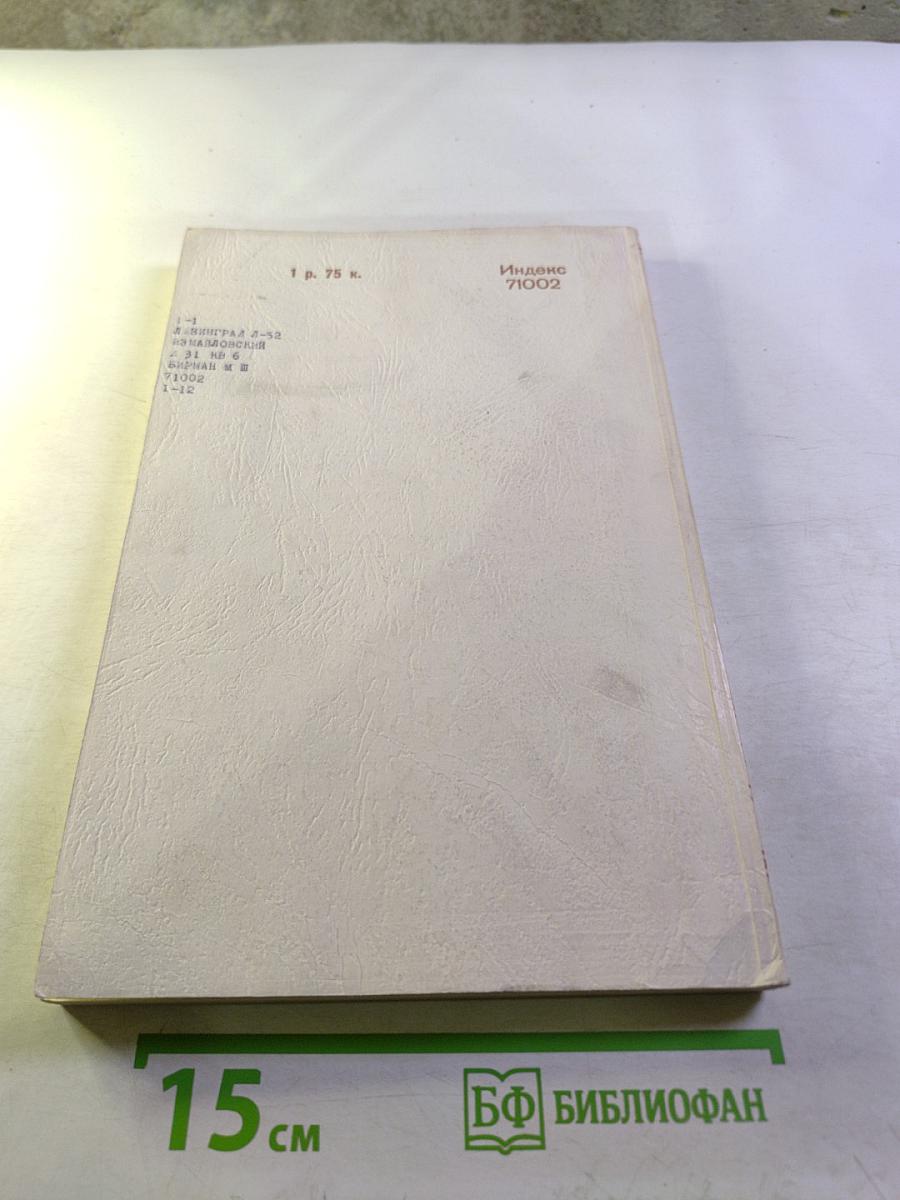 1 р. 75 к.
Индекс
71002
1-1
ЛЕНИНГРАД Л-52
ИЗМАЙЛОВСКИЙ
Д 31 КВ 6
БИРМАН М Ш
71002
1-12
15 см
БФ БИБЛИОФАН